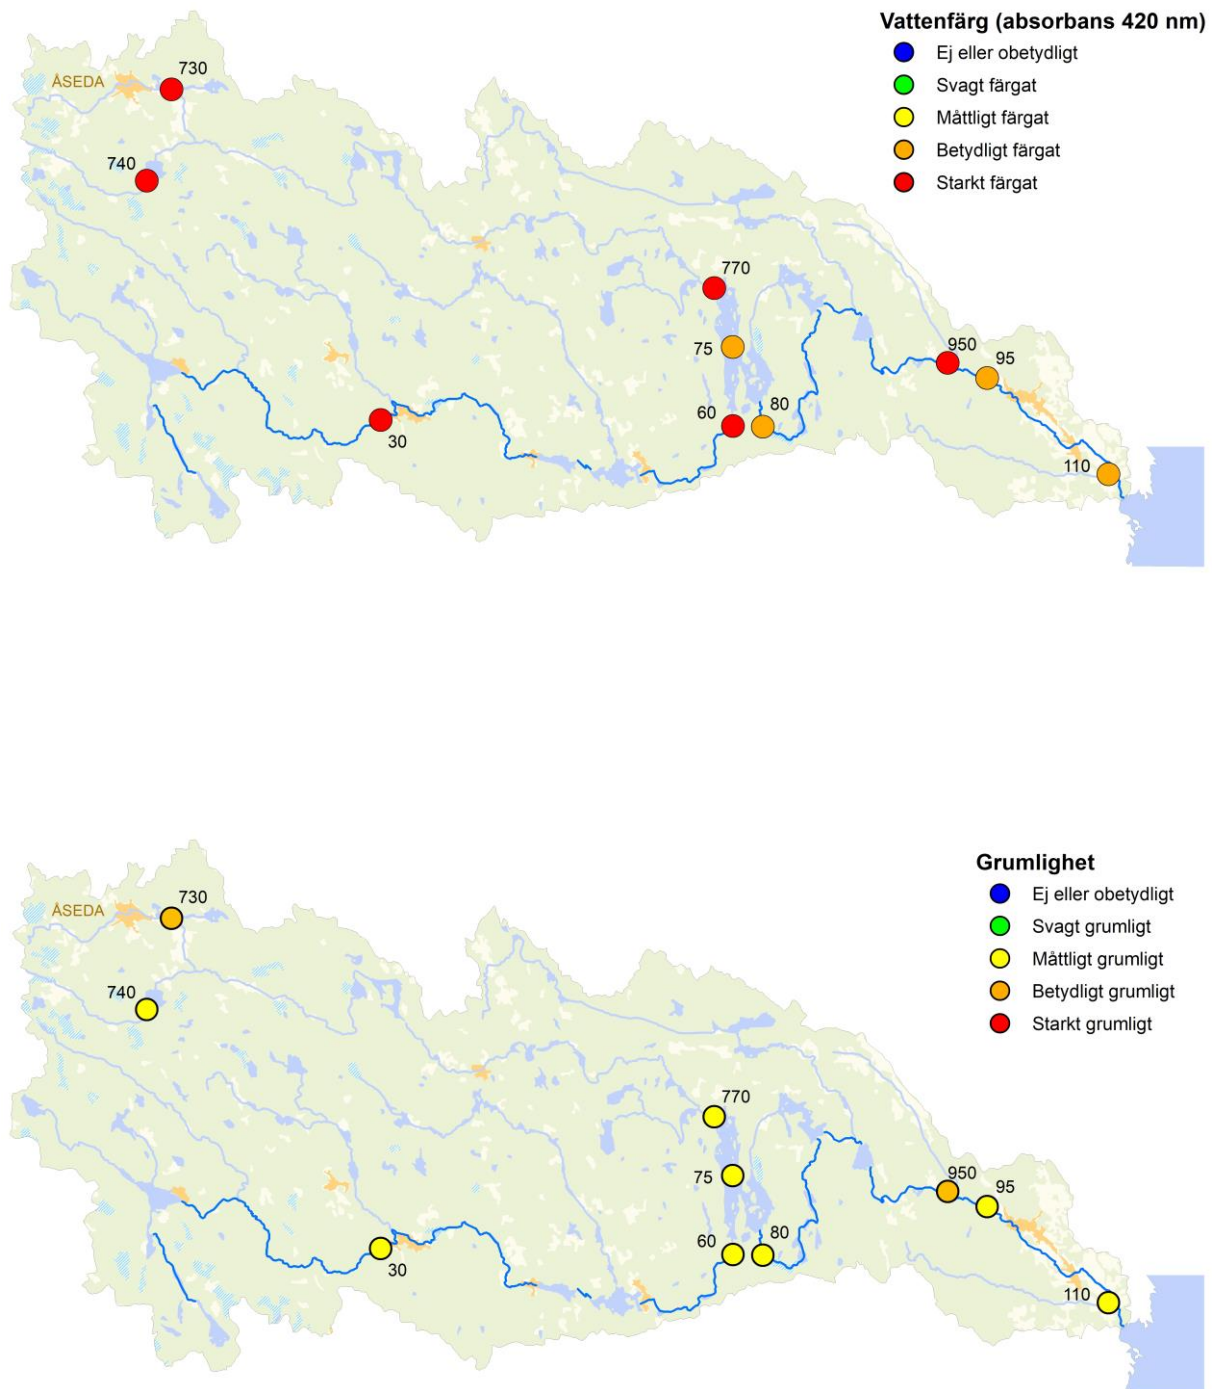 Vattenfärg (absorbans 420 nm)
Ej eller obetydligt
Svagt färgat
Måttligt färgat
Betydligt färgat
Starkt färgat
ÅSEDA
730
740
770
75
950
95
60
80
30
110
Grumlighet
Ej eller obetydligt
Svagt grumligt
Måttligt grumligt
Betydligt grumligt
Starkt grumligt
ÅSEDA
730
740
770
75
950
95
60
80
30
110